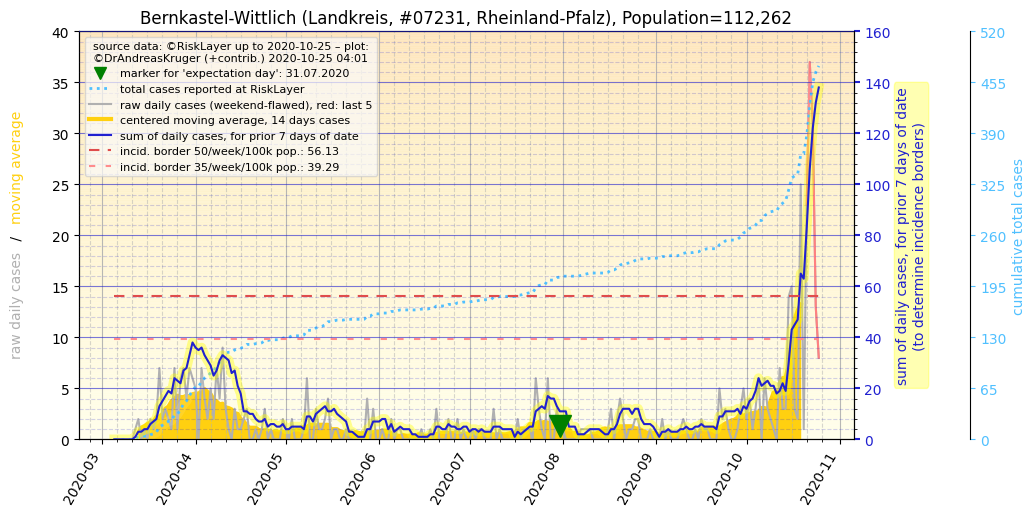 Bernkastel-Wittlich (Landkreis, #07231, Rheinland-Pfalz), Population=112,262
source data: ©RiskLayer up to 2020-10-25 – plot:
©DrAndreasKruger (+contrib.) 2020-10-25 04:01
marker for 'expectation day': 31.07.2020
total cases reported at RiskLayer
raw daily cases (weekend-flawed), red: last 5
centered moving average, 14 days cases
sum of daily cases, for prior 7 days of date
incid. border 50/week/100k pop.: 56.13
incid. border 35/week/100k pop.: 39.29
raw daily cases / moving average
40
35
30
25
20
15
10
5
0
160
140
120
100
80
60
40
20
0
sum of daily cases, for prior 7 days of date
(to determine incidence borders)
520
455
390
325
260
195
130
65
0
cumulative total cases
2020-03
2020-04
2020-05
2020-06
2020-07
2020-08
2020-09
2020-10
2020-11